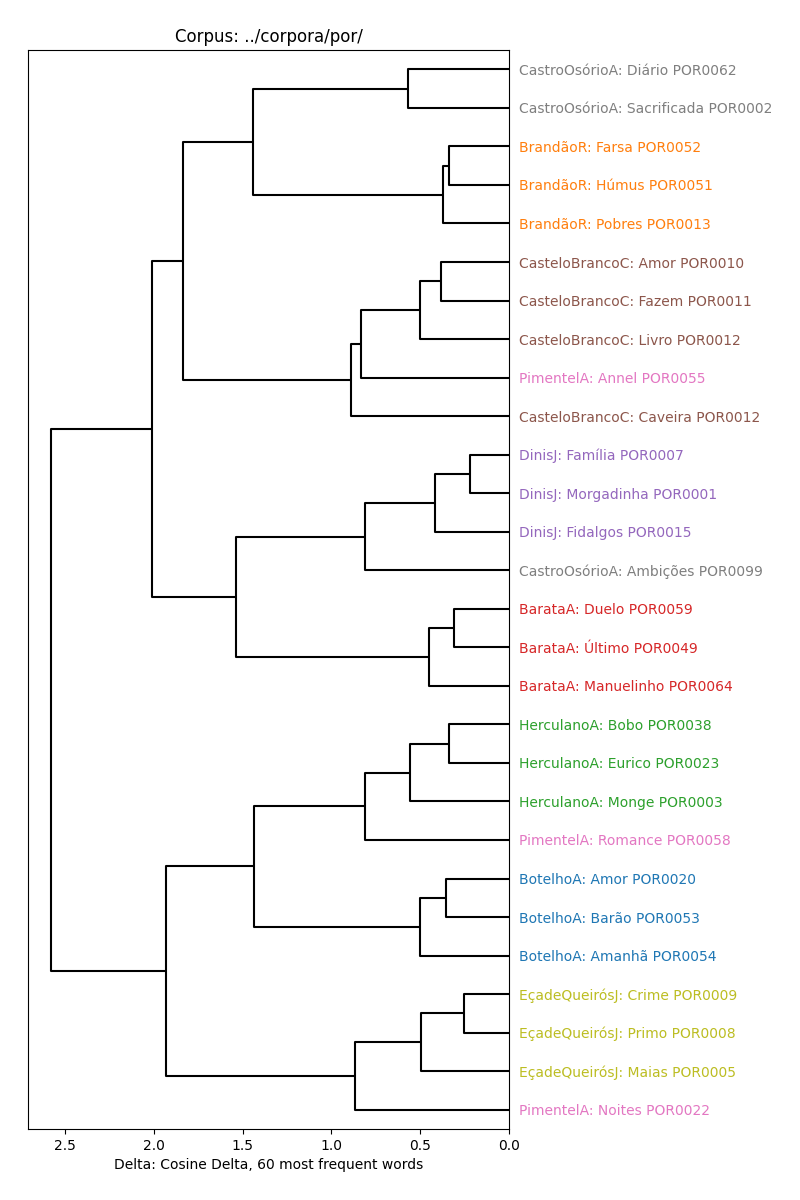 Corpus: ../corpora/por/
CastroOsórioA: Diário POR0062
CastroOsórioA: Sacrificada POR0002
BrandãoR: Farsa POR0052
BrandãoR: Húmus POR0051
BrandãoR: Pobres POR0013
CasteloBrancoC: Amor POR0010
CasteloBrancoC: Fazem POR0011
CasteloBrancoC: Livro POR0012
PimentelA: Annel POR0055
CasteloBrancoC: Caveira POR0012
DinisJ: Família POR0007
DinisJ: Morgadinha POR0001
DinisJ: Fidalgos POR0015
CastroOsórioA: Ambições POR0099
BarataA: Duelo POR0059
BarataA: Último POR0049
BarataA: Manuelinho POR0064
HerculanoA: Bobo POR0038
HerculanoA: Eurico POR0023
HerculanoA: Monge POR0003
PimentelA: Romance POR0058
BotelhoA: Amor POR0020
BotelhoA: Barão POR0053
BotelhoA: Amanhã POR0054
EçadeQueirósJ: Crime POR0009
EçadeQueirósJ: Primo POR0008
EçadeQueirósJ: Maias POR0005
PimentelA: Noites POR0022
2.5 2.0 1.5 1.0 0.5 0.0
Delta: Cosine Delta, 60 most frequent words